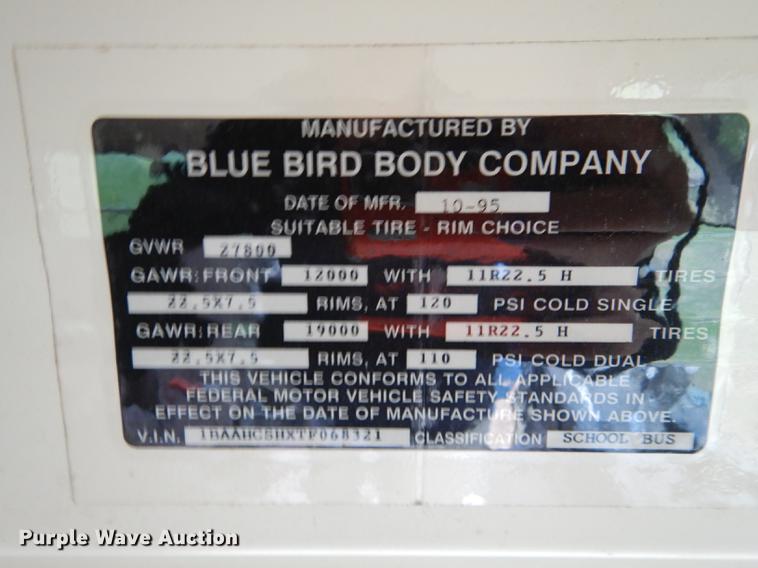 MANUFACTURED BY
BLUE BIRD BODY COMPANY
DATE OF MFR. 10-95
SUITABLE TIRE - RIM CHOICE
GVWR 27800
GAWR: FRONT 12000 WITH 11R22.5 H TIRES
22.5X7.5 RIMS, AT 120 PSI COLD SINGLE
GAWR: REAR 19000 WITH 11R22.5 H TIRES
22.5X7.5 RIMS, AT 110 PSI COLD DUAL
THIS VEHICLE CONFORMS TO ALL APPLICABLE
FEDERAL MOTOR VEHICLE SAFETY STANDARDS IN
EFFECT ON THE DATE OF MANUFACTURE SHOWN ABOVE.
V.I.N. 1BAAHCSHXTF068321 CLASSIFICATION SCHOOL BUS
Purple Wave Auction